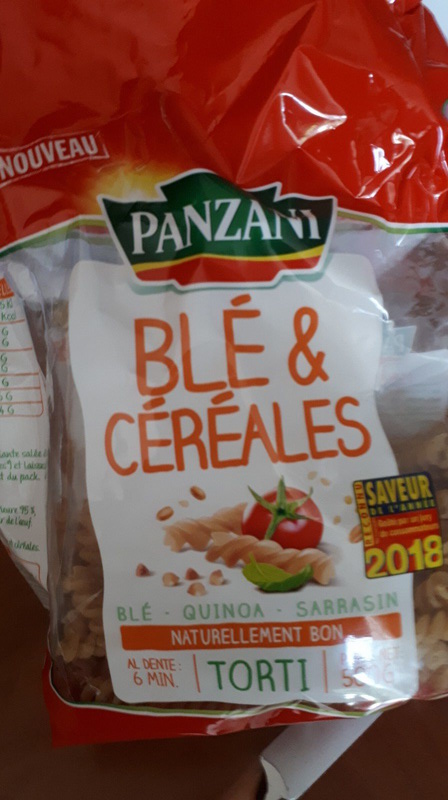 NOUVEAU
PANZANI
BLÉ &
CÉRÉALES
SAVEUR
DE L'ANNÉE
2018
BLÉ - QUINOA - SARRASIN
NATURELLEMENT BON
AL DENTE :
6 MIN.
TORTI